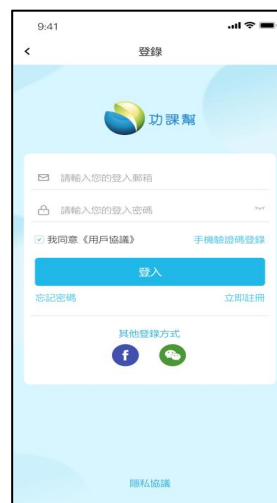 9:41
登錄
功課幫
請輸入您的登入郵箱
請輸入您的登入密碼
我同意《用戶協議》 手機驗證碼登錄
登入
忘記密碼 立即註冊
其他登錄方式
f
隱私協議